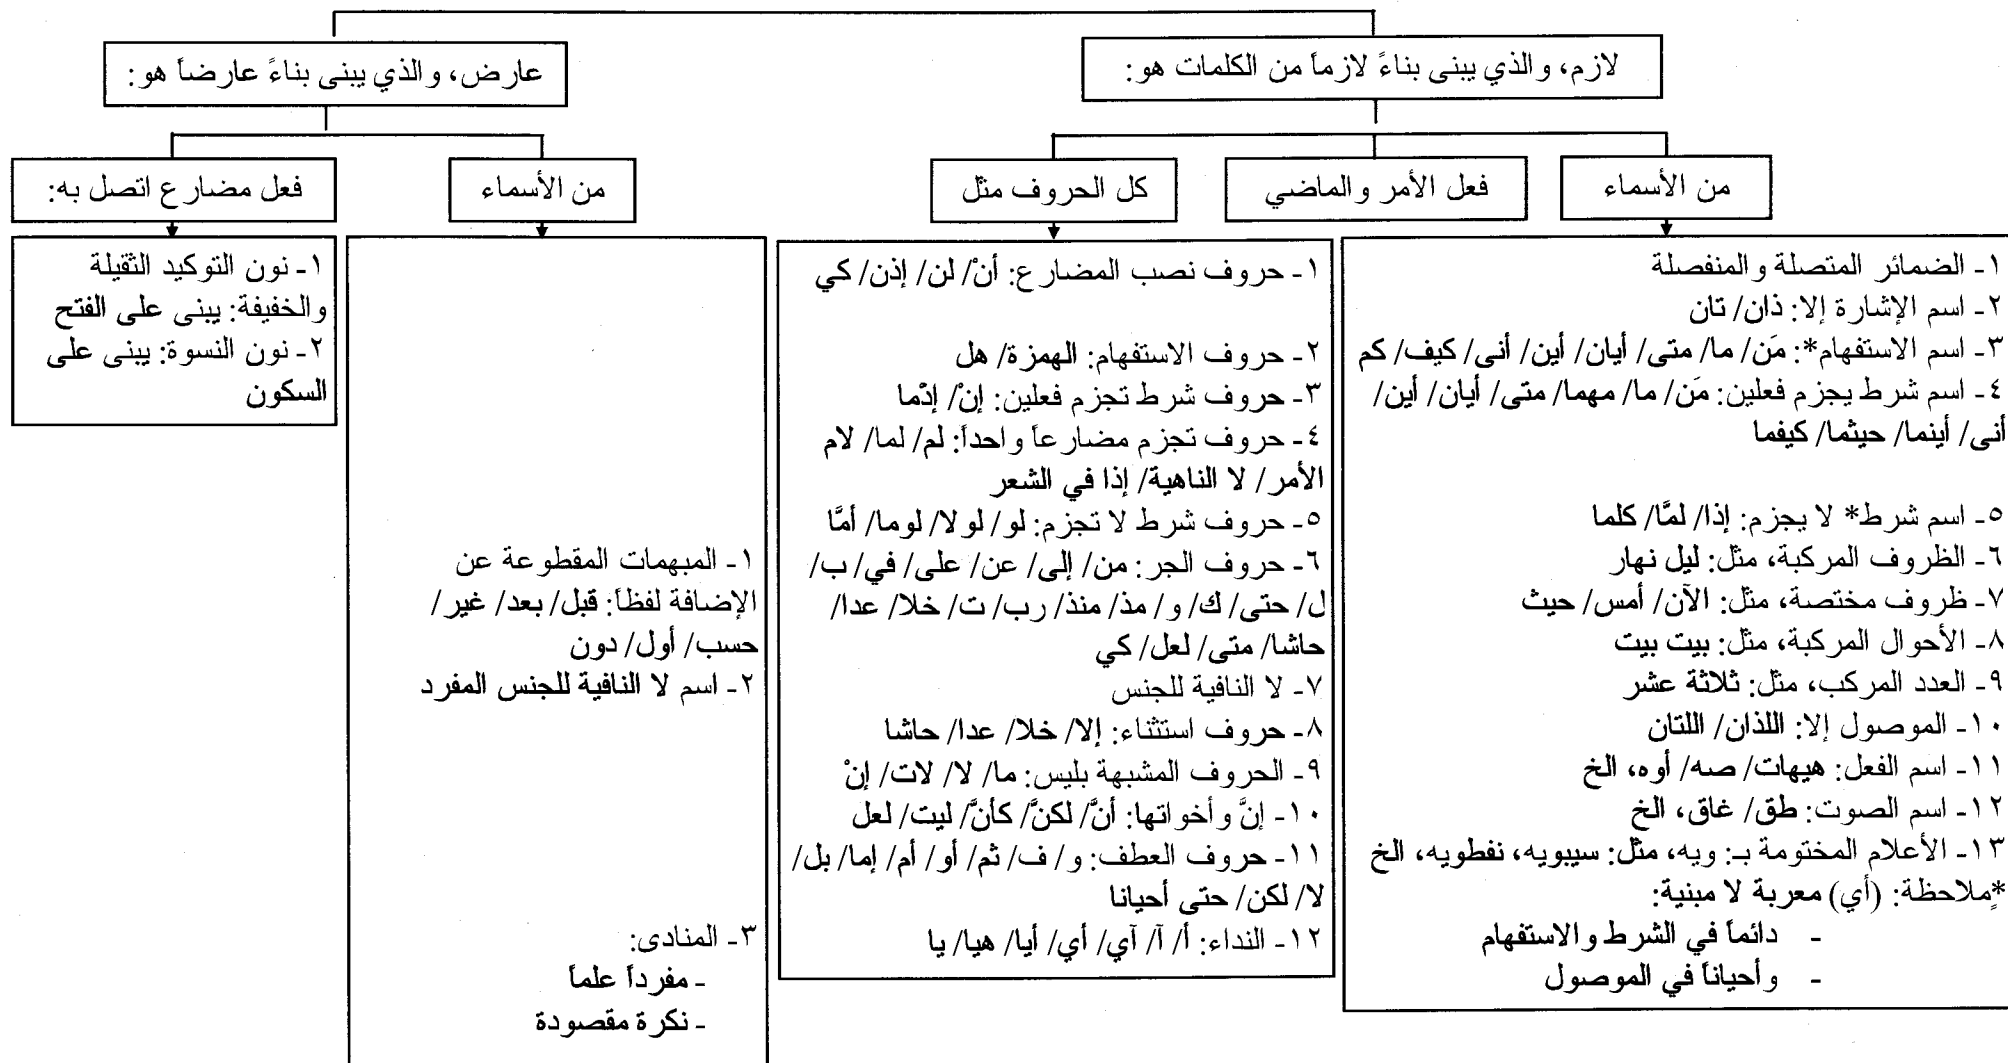 لازم، والذي يبنى بناءً لازماً من الكلمات هو:
من الأسماء
١- الضمائر المتصلة والمنفصلة
٢- اسم الإشارة إلا: ذان/ تان
٣- اسم الاستفهام*: مَن/ ما/ متى/ أيان/ أين/ أنى/ كيف/ كم
٤- اسم شرط يجزم فعلين: مَن/ ما/ مهما/ متى/ أيان/ أين/
أنى/ أينما/ حيثما/ كيفما
٥- اسم شرط* لا يجزم: إذا/ لمَّا/ كلما
٦- الظروف المركبة، مثل: ليل نهار
٧- ظروف مختصة، مثل: الآن/ أمس/ حيث
٨- الأحوال المركبة، مثل: بيت بيت
٩- العدد المركب، مثل: ثلاثة عشر
١٠- الموصول إلا: اللذان/ اللتان
١١- اسم الفعل: هيهات/ صه/ أوه، الخ
١٢- اسم الصوت: طق/ غاق، الخ
١٣- الأعلام المختومة بـ: ويه، مثل: سيبويه، نفطويه، الخ
*ملاحظة: (أيٍ) معربة لا مبنية:
- دائماً في الشرط والاستفهام
- وأحياناً في الموصول
فعل الأمر والماضي
كل الحروف مثل
١- حروف نصب المضارع: أنْ/ لن/ إذن/ كي
٢- حروف الاستفهام: الهمزة/ هل
٣- حروف شرط تجزم فعلين: إنْ/ إذما
٤- حروف تجزم مضارعاً واحداً: لم/ لما/ لام
الأمر/ لا الناهية/ إذا في الشعر
٥- حروف شرط لا تجزم: لو/ لولا/ لوما/ أمَّا
٦- حروف الجر: من/ إلى/ عن/ على/ في/ ب/
ل/ حتى/ ك/ و/ مذ/ منذ/ رب/ ت/ خلا/ عدا/
حاشا/ متى/ لعل/ كي
٧- لا النافية للجنس
٨- حروف استثناء: إلا/ خلا/ عدا/ حاشا
٩- الحروف المشبهة بليس: ما/ لا/ لات/ إنْ
١٠- إنَّ وأخواتها: أنَّ/ لكنَّ/ كأنَّ/ ليت/ لعل
١١- حروف العطف: و/ ف/ ثم/ أو/ أم/ إما/ بل/
لا/ لكن/ حتى أحيانا
١٢- النداء: أ/ آ/ آي/ أي/ أيا/ هيا/ يا
عارض، والذي يبنى بناءً عارضاً هو:
من الأسماء
١- المبهمات المقطوعة عن
الإضافة لفظاً: قبل/ بعد/ غير/
حسب/ أول/ دون
٢- اسم لا النافية للجنس المفرد
٣- المنادى:
- مفرداً علماً
- نكرة مقصودة
فعل مضارع اتصل به:
١- نون التوكيد الثقيلة
والخفيفة: يبنى على الفتح
٢- نون النسوة: يبنى على
السكون